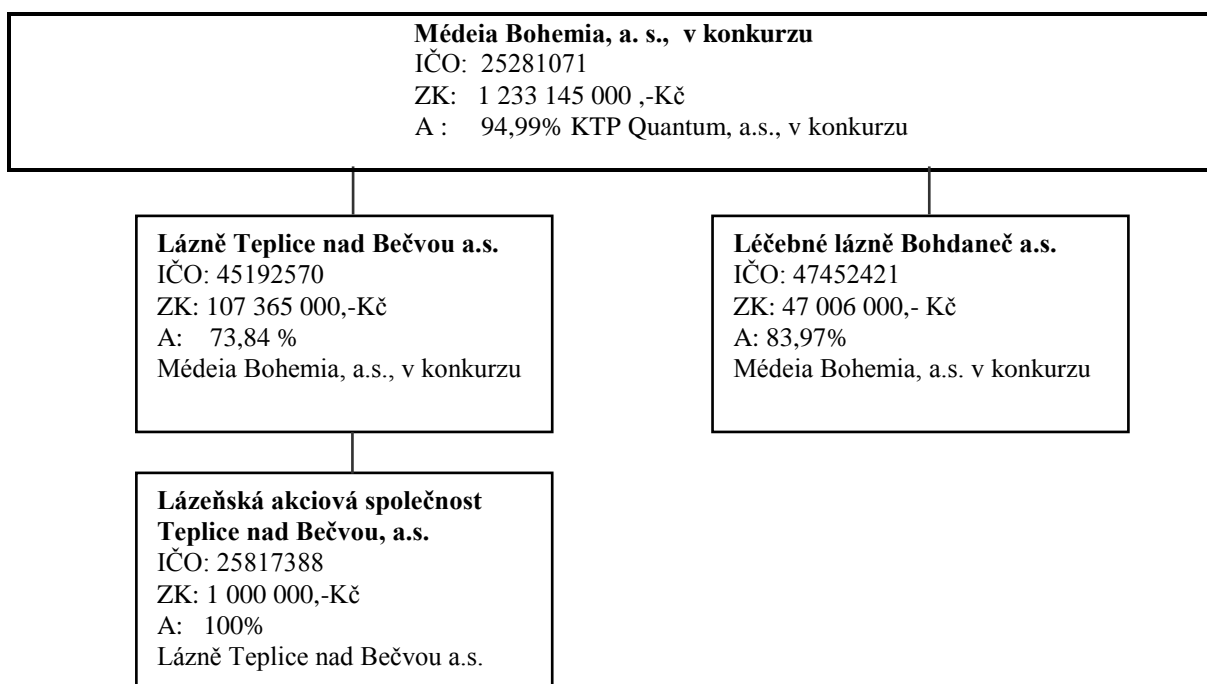 Médeia Bohemia, a. s., v konkurzu
IČO: 25281071
ZK: 1 233 145 000 ,-Kč
A : 94,99% KTP Quantum, a.s., v konkurzu
Lázně Teplice nad Bečvou a.s.
IČO: 45192570
ZK: 107 365 000,-Kč
A: 73,84 %
Médeia Bohemia, a.s., v konkurzu
Léčebné lázně Bohdaneč a.s.
IČO: 47452421
ZK: 47 006 000,- Kč
A: 83,97%
Médeia Bohemia, a.s. v konkurzu
Lázeňská akciová společnost
Teplice nad Bečvou, a.s.
IČO: 25817388
ZK: 1 000 000,-Kč
A: 100%
Lázně Teplice nad Bečvou a.s.